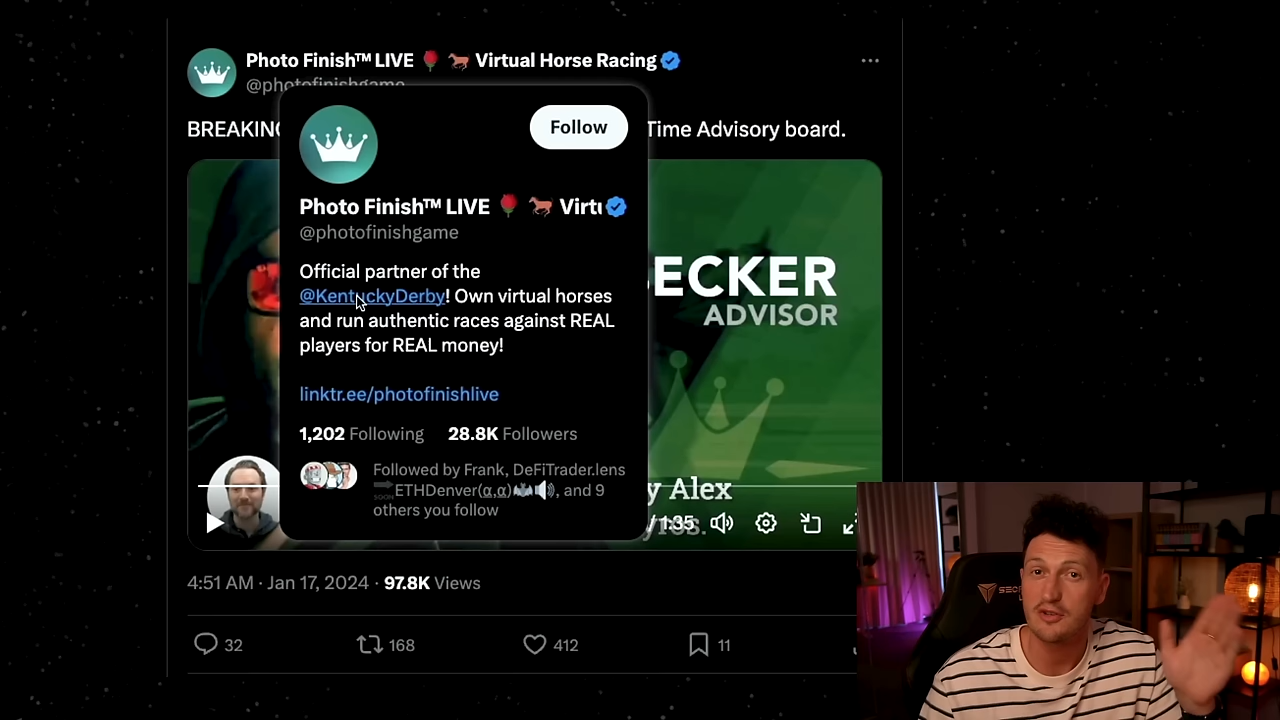 Photo Finish™ LIVE 🌹 🐎 Virtual Horse Racing
@photofinishgame
BREAKING Time Advisory board.
Follow
Photo Finish™ LIVE 🌹 🐎 Virtu
@photofinishgame
Official partner of the
@KentuckyDerby! Own virtual horses
and run authentic races against REAL
players for REAL money!
linktr.ee/photofinishlive
1,202 Following 28.8K Followers
Followed by Frank, DeFiTrader.lens
ETHDenver(α,α), and 9
others you follow
BECKER
ADVISOR
y Alex
/ 1:35
4:51 AM · Jan 17, 2024 · 97.8K Views
32 168 412 11